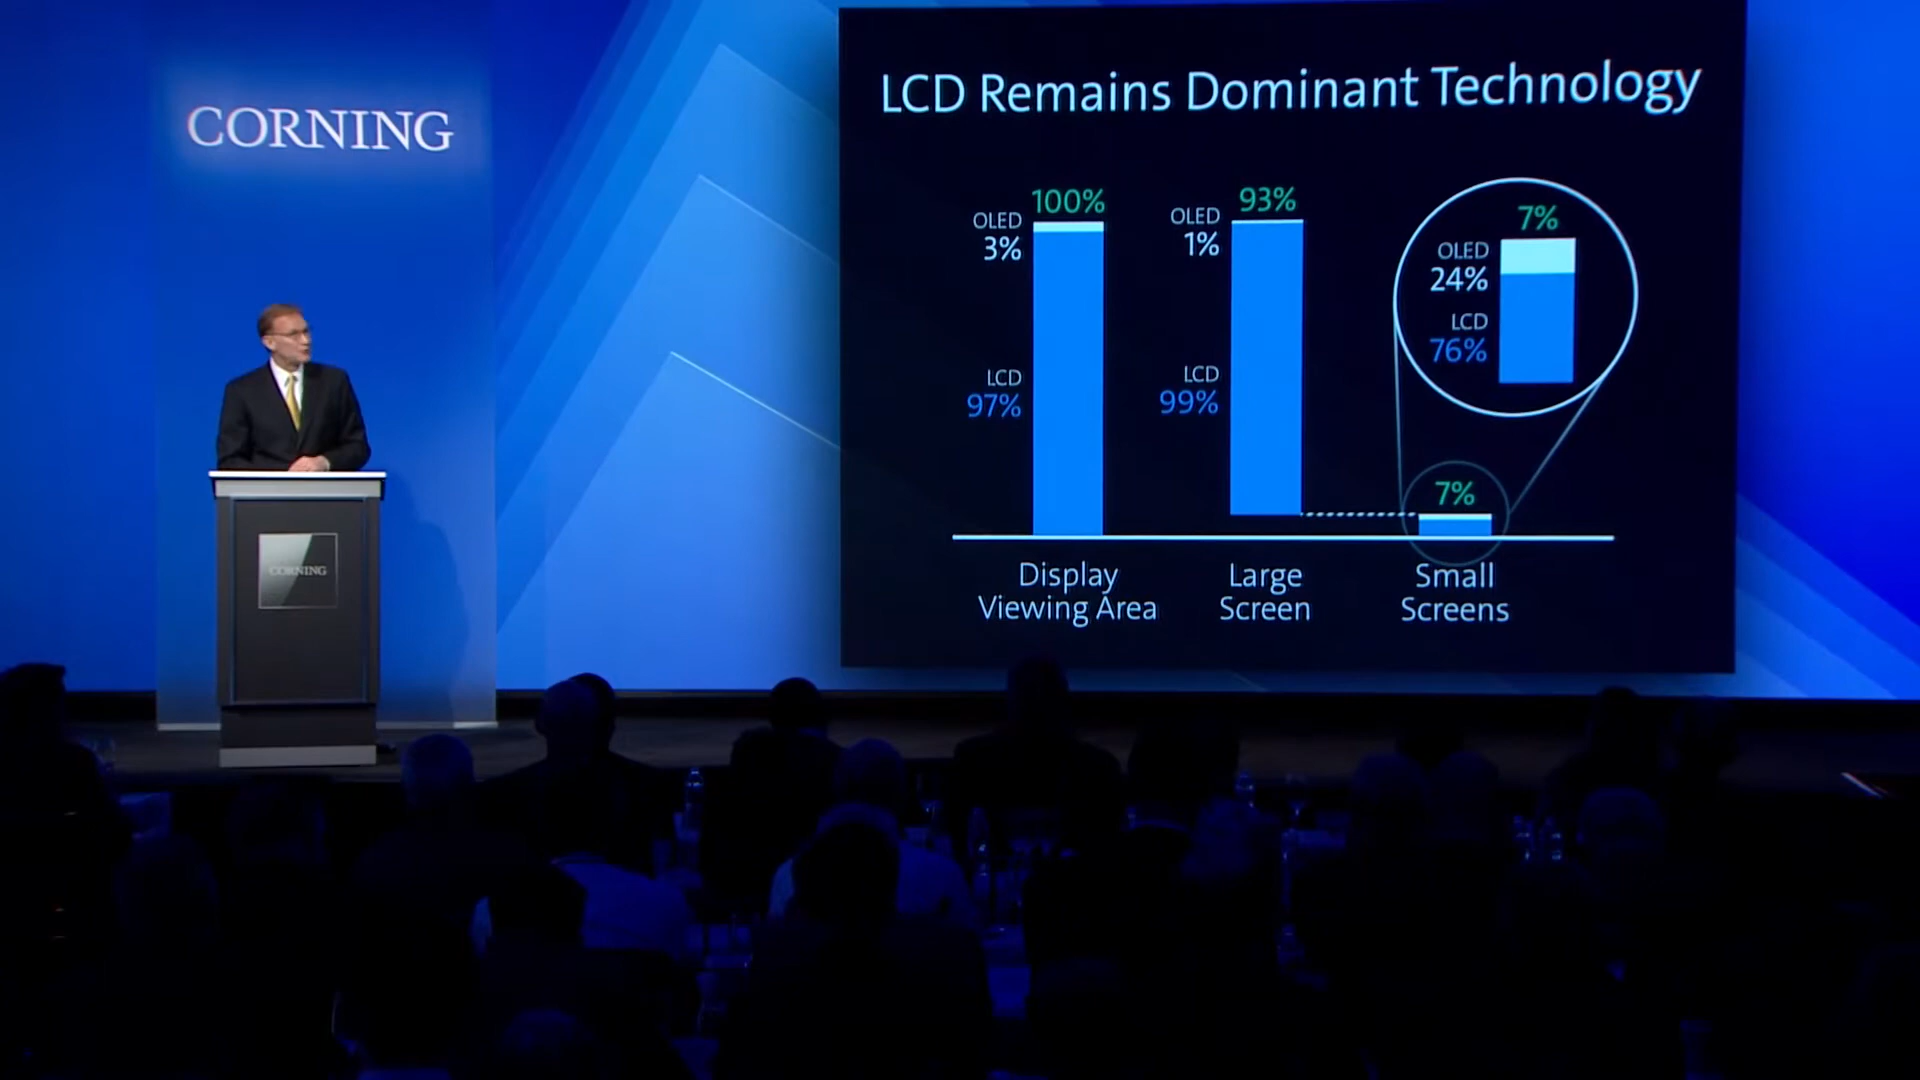 CORNING
LCD Remains Dominant Technology
100%
OLED
3%
LCD
97%
93%
OLED
1%
LCD
99%
7%
OLED
24%
LCD
76%
7%
Display
Viewing Area
Large
Screen
Small
Screens
CORNING